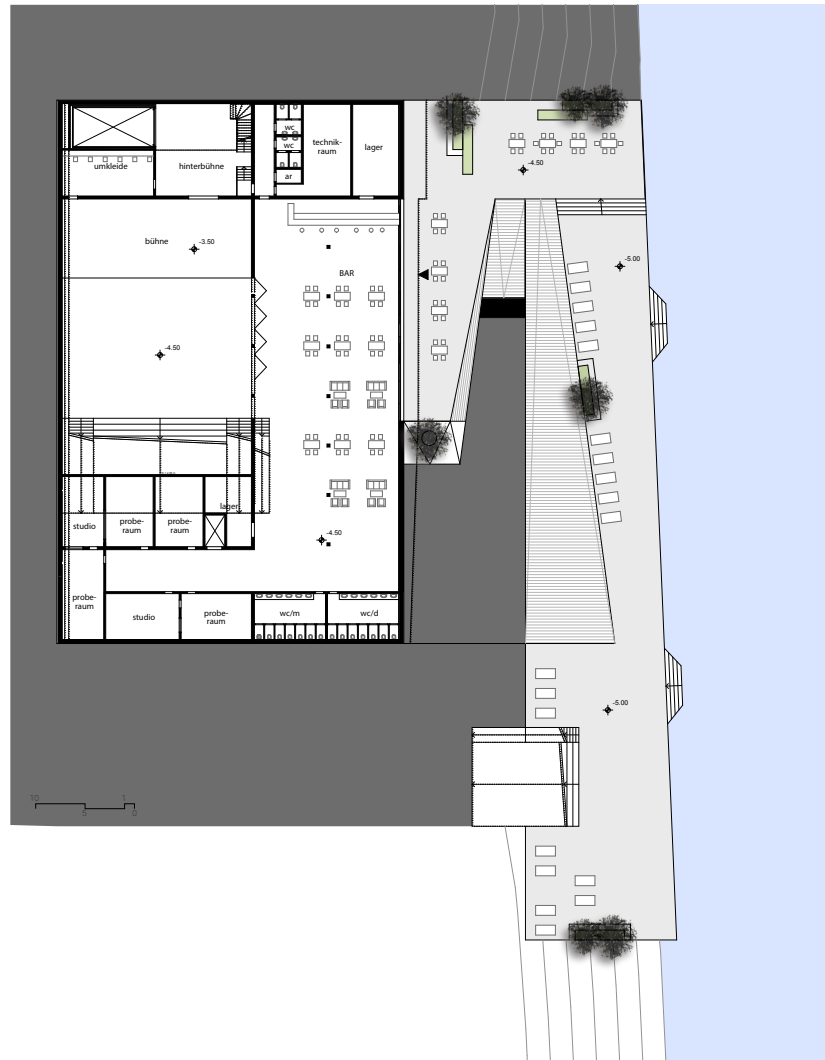 wc
wc
technik-
raum
lager
umkleide
hinterbühne
ar
-4.50
bühne
-3.50
-5.00
BAR
-4.50
lager
studio
probe-
raum
probe-
raum
-4.50
probe-
raum
studio
probe-
raum
wc/m
wc/d
-5.00
10
1
5
0